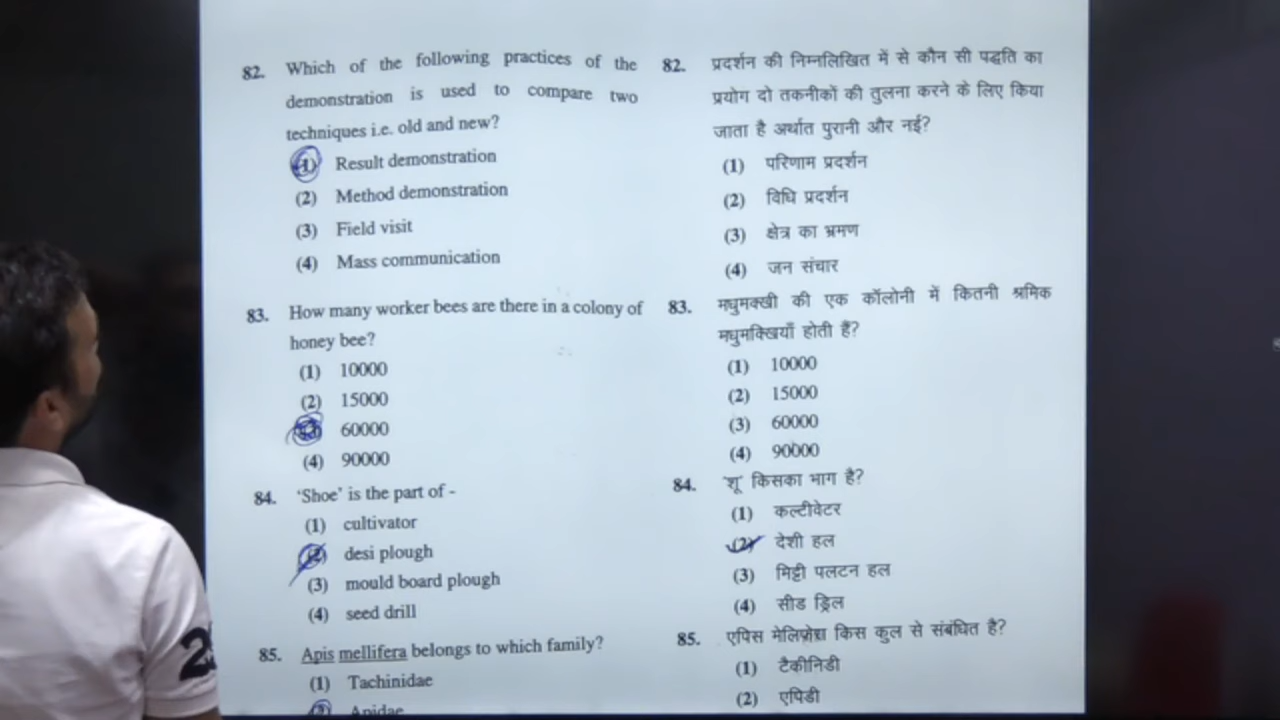 82. Which of the following practices of the
demonstration is used to compare two
techniques i.e. old and new?
(1) Result demonstration
(2) Method demonstration
(3) Field visit
(4) Mass communication
83. How many worker bees are there in a colony of
honey bee?
(1) 10000
(2) 15000
60000
(4) 90000
84. 'Shoe' is the part of -
(1) cultivator
(2) desi plough
(3) mould board plough
(4) seed drill
85. Apis mellifera belongs to which family?
(1) Tachinidae
(2) Apidae
82. प्रदर्शन की निम्नलिखित में से कौन सी पद्धति का
प्रयोग दो तकनीकों की तुलना करने के लिए किया
जाता है अर्थात पुरानी और नई?
(1) परिणाम प्रदर्शन
(2) विधि प्रदर्शन
(3) क्षेत्र का भ्रमण
(4) जन संचार
83. मधुमक्खी की एक कॉलोनी में कितनी श्रमिक
मधुमक्खियाँ होती हैं?
(1) 10000
(2) 15000
(3) 60000
(4) 90000
84. 'शू' किसका भाग है?
(1) कल्टीवेटर
(2) देशी हल
(3) मिट्टी पलटन हल
(4) सीड ड्रिल
85. एपिस मेलिफ़ेरा किस कुल से संबंधित है?
(1) टैकीनिडी
(2) एपिडी